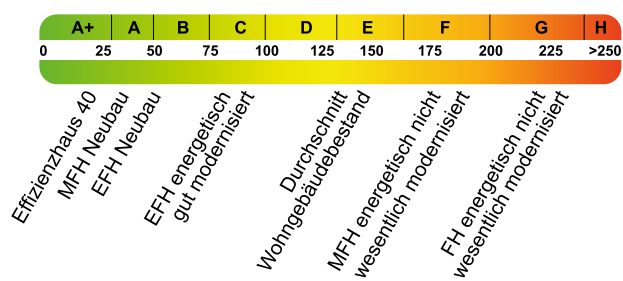 A+ A B C D E F G H
0 25 50 75 100 125 150 175 200 225 >250
Effizienzhaus 40
MFH Neubau
EFH Neubau
EFH energetisch
gut modernisiert
Durchschnitt
Wohngebäudebestand
MFH energetisch nicht
wesentlich modernisiert
FH energetisch nicht
wesentlich modernisiert